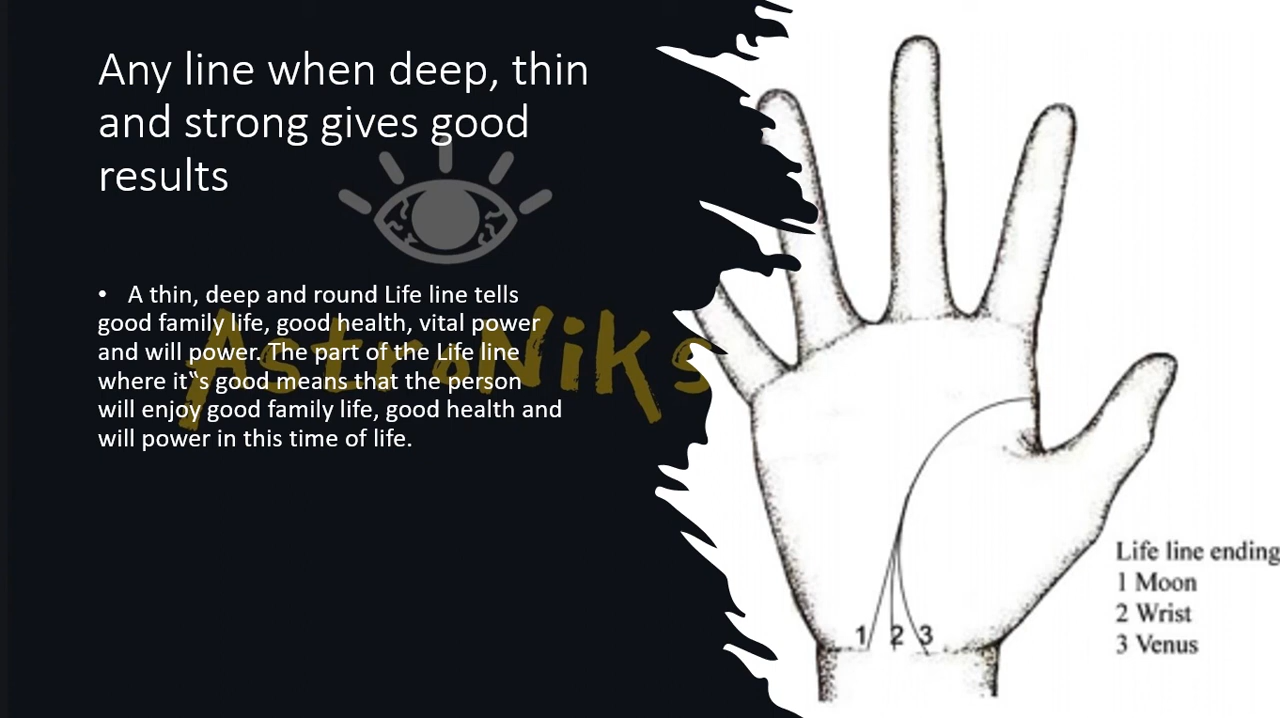 Any line when deep, thin
and strong gives good
results
• A thin, deep and round Life line tells
good family life, good health, vital power
and will power. The part of the Life line
where it‟s good means that the person
will enjoy good family life, good health and
will power in this time of life.
AstroNiks
1 2 3
Life line ending
1 Moon
2 Wrist
3 Venus